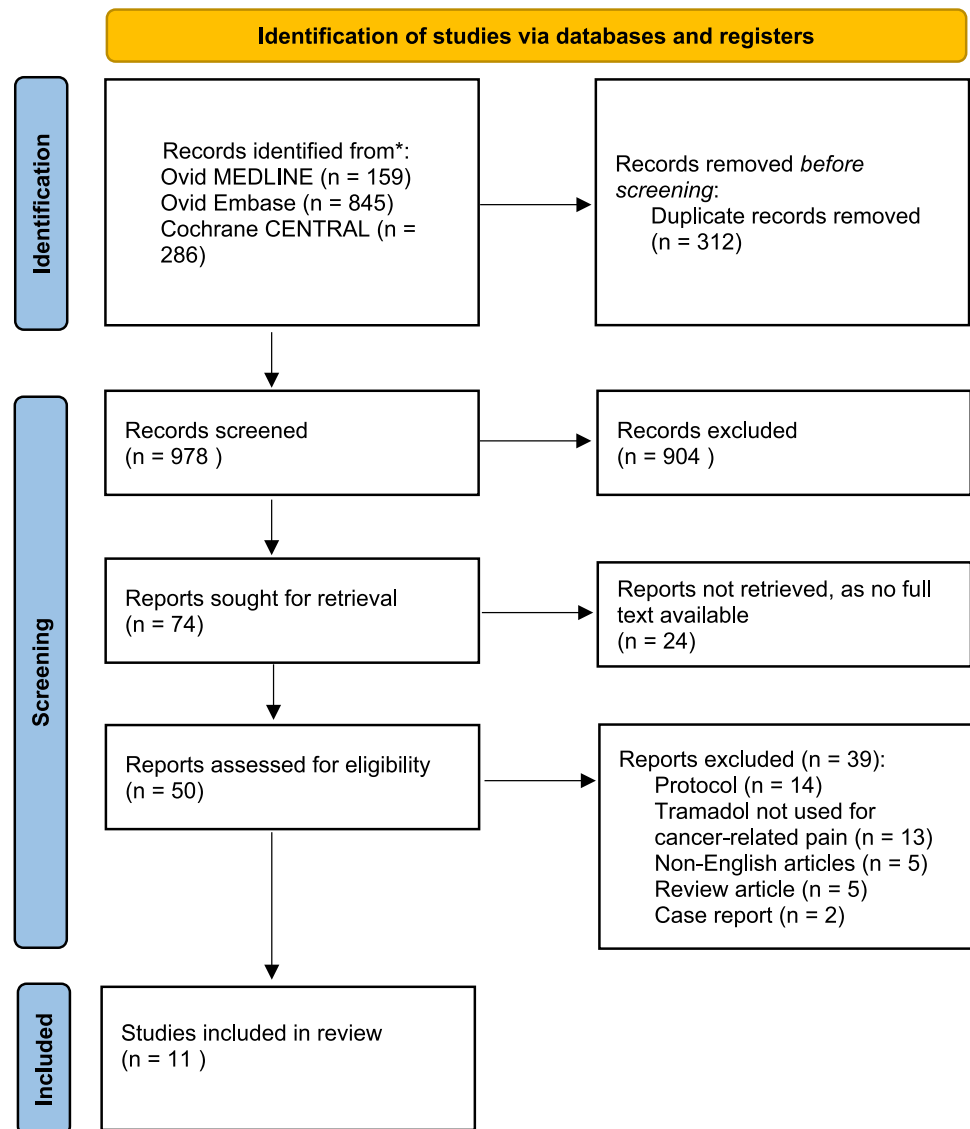 Identification of studies via databases and registers
Identification
Records identified from*:
Ovid MEDLINE (n = 159)
Ovid Embase (n = 845)
Cochrane CENTRAL (n =
286)
Records removed before
screening:
Duplicate records removed
(n = 312)
Screening
Records screened
(n = 978 )
Records excluded
(n = 904 )
Reports sought for retrieval
(n = 74)
Reports not retrieved, as no full
text available
(n = 24)
Reports assessed for eligibility
(n = 50)
Reports excluded (n = 39):
Protocol (n = 14)
Tramadol not used for
cancer-related pain (n = 13)
Non-English articles (n = 5)
Review article (n = 5)
Case report (n = 2)
Included
Studies included in review
(n = 11 )